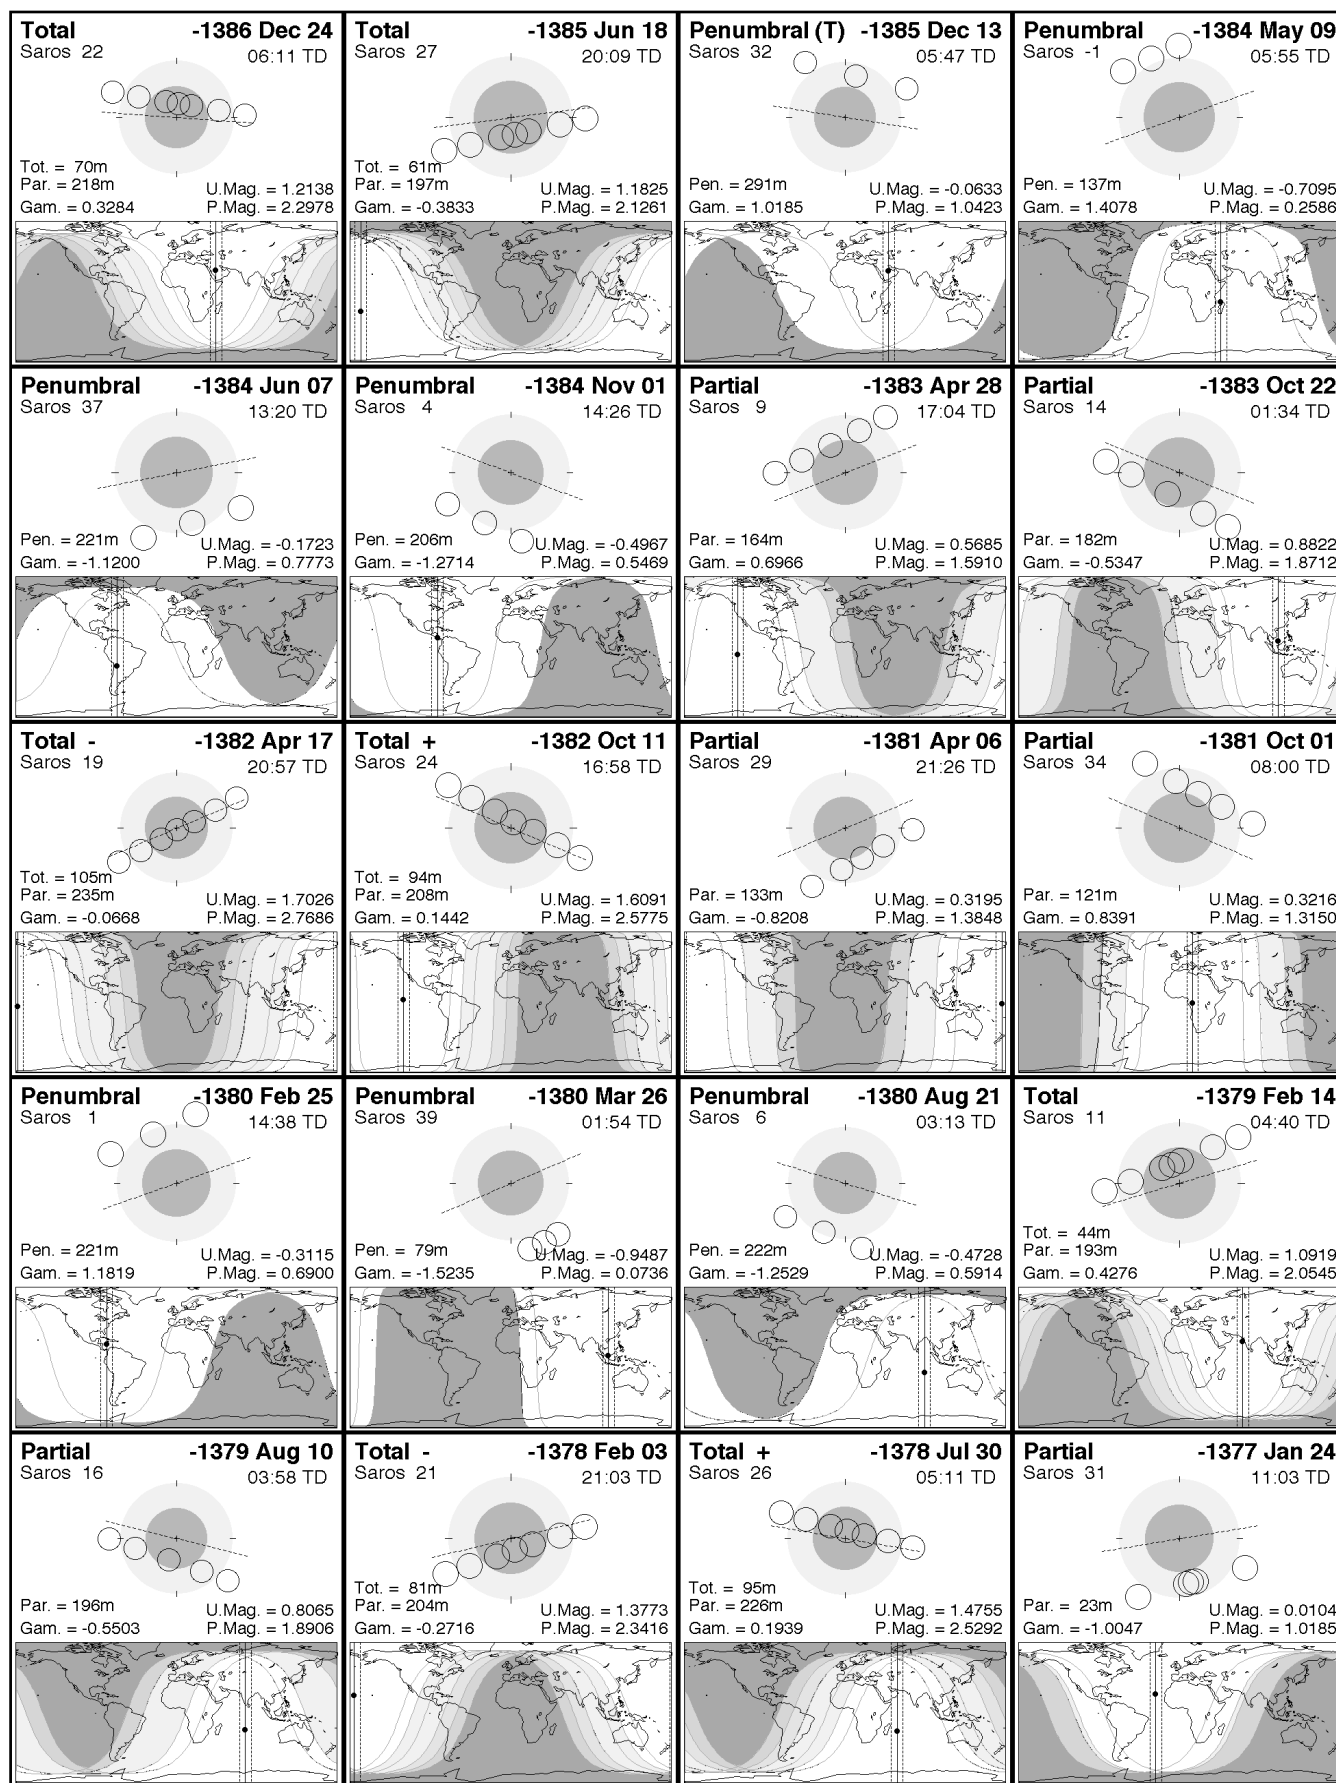 Total -1386 Dec 24
Saros 22 06:11 TD
Tot. = 70m
Par. = 218m U.Mag. = 1.2138
Gam. = 0.3284 P.Mag. = 2.2978
Total -1385 Jun 18
Saros 27 20:09 TD
Tot. = 61m
Par. = 197m U.Mag. = 1.1825
Gam. = -0.3833 P.Mag. = 2.1261
Penumbral (T) -1385 Dec 13
Saros 32 05:47 TD
Pen. = 291m U.Mag. = -0.0633
Gam. = 1.0185 P.Mag. = 1.0423
Penumbral -1384 May 09
Saros -1 05:55 TD
Pen. = 137m U.Mag. = -0.7095
Gam. = 1.4078 P.Mag. = 0.2586
Penumbral -1384 Jun 07
Saros 37 13:20 TD
Pen. = 221m U.Mag. = -0.1723
Gam. = -1.1200 P.Mag. = 0.7773
Penumbral -1384 Nov 01
Saros 4 14:26 TD
Pen. = 206m U.Mag. = -0.4967
Gam. = -1.2714 P.Mag. = 0.5469
Partial -1383 Apr 28
Saros 9 17:04 TD
Par. = 164m U.Mag. = 0.5685
Gam. = 0.6966 P.Mag. = 1.5910
Partial -1383 Oct 22
Saros 14 01:34 TD
Par. = 182m U.Mag. = 0.8822
Gam. = -0.5347 P.Mag. = 1.8712
Total - -1382 Apr 17
Saros 19 20:57 TD
Tot. = 105m
Par. = 235m U.Mag. = 1.7026
Gam. = -0.0668 P.Mag. = 2.7686
Total + -1382 Oct 11
Saros 24 16:58 TD
Tot. = 94m
Par. = 208m U.Mag. = 1.6091
Gam. = 0.1442 P.Mag. = 2.5775
Partial -1381 Apr 06
Saros 29 21:26 TD
Par. = 133m U.Mag. = 0.3195
Gam. = -0.8208 P.Mag. = 1.3848
Partial -1381 Oct 01
Saros 34 08:00 TD
Par. = 121m U.Mag. = 0.3216
Gam. = 0.8391 P.Mag. = 1.3150
Penumbral -1380 Feb 25
Saros 1 14:38 TD
Pen. = 221m U.Mag. = -0.3115
Gam. = 1.1819 P.Mag. = 0.6900
Penumbral -1380 Mar 26
Saros 39 01:54 TD
Pen. = 79m U.Mag. = -0.9487
Gam. = -1.5235 P.Mag. = 0.0736
Penumbral -1380 Aug 21
Saros 6 03:13 TD
Pen. = 222m U.Mag. = -0.4728
Gam. = -1.2529 P.Mag. = 0.5914
Total -1379 Feb 14
Saros 11 04:40 TD
Tot. = 44m
Par. = 193m U.Mag. = 1.0919
Gam. = 0.4276 P.Mag. = 2.0545
Partial -1379 Aug 10
Saros 16 03:58 TD
Par. = 196m U.Mag. = 0.8065
Gam. = -0.5503 P.Mag. = 1.8906
Total - -1378 Feb 03
Saros 21 21:03 TD
Tot. = 81m
Par. = 204m U.Mag. = 1.3773
Gam. = -0.2716 P.Mag. = 2.3416
Total + -1378 Jul 30
Saros 26 05:11 TD
Tot. = 95m
Par. = 226m U.Mag. = 1.4755
Gam. = 0.1939 P.Mag. = 2.5292
Partial -1377 Jan 24
Saros 31 11:03 TD
Par. = 23m U.Mag. = 0.0104
Gam. = -1.0047 P.Mag. = 1.0185